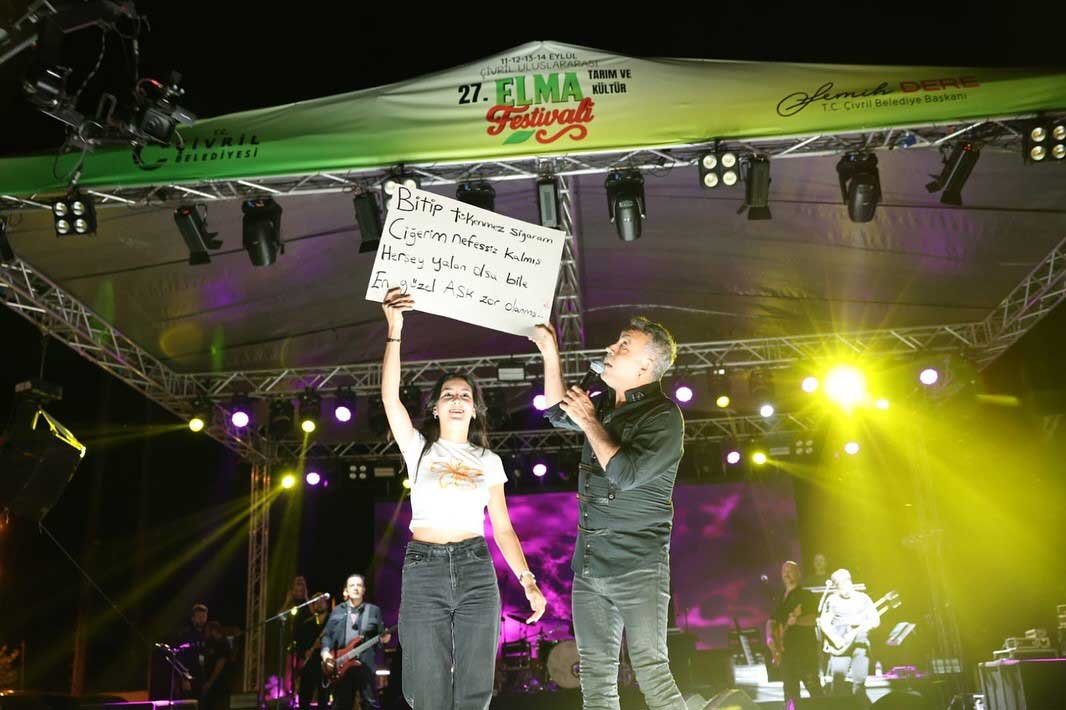 11-12-13-14 EYLÜL
ÇİVRİL ULUSLARARASI
27. ELMA TARIM VE
KÜLTÜR
Festivali
T.C.
ÇİVRİL
BELEDİYESİ
Semih DERE
T.C. Çivril Belediye Başkanı
Bitip tükenmez sigaram
Ciğerim nefessiz kalmış
Herşey yalan olsa bile
En güzel Aşk zor olanmış..